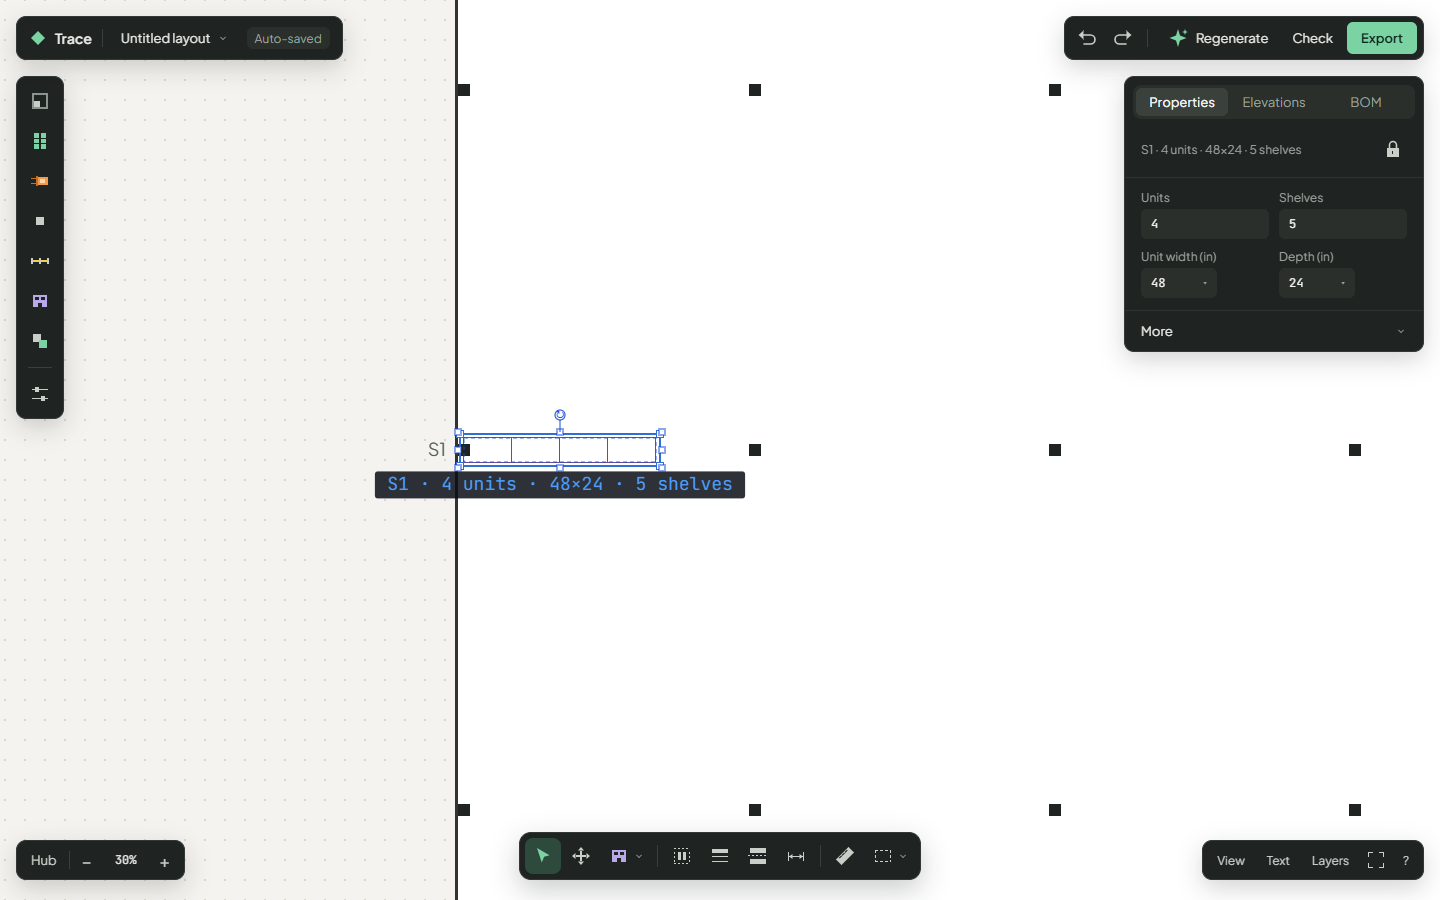 Trace
Untitled layout
Auto-saved
Regenerate
Check
Export
Properties
Elevations
BOM
S1 · 4 units · 48×24 · 5 shelves
Units
Shelves
4
5
Unit width (in)
Depth (in)
48
24
More
S1
S1 · 4 units · 48×24 · 5 shelves
Hub
− 30% +
View
Text
Layers
?